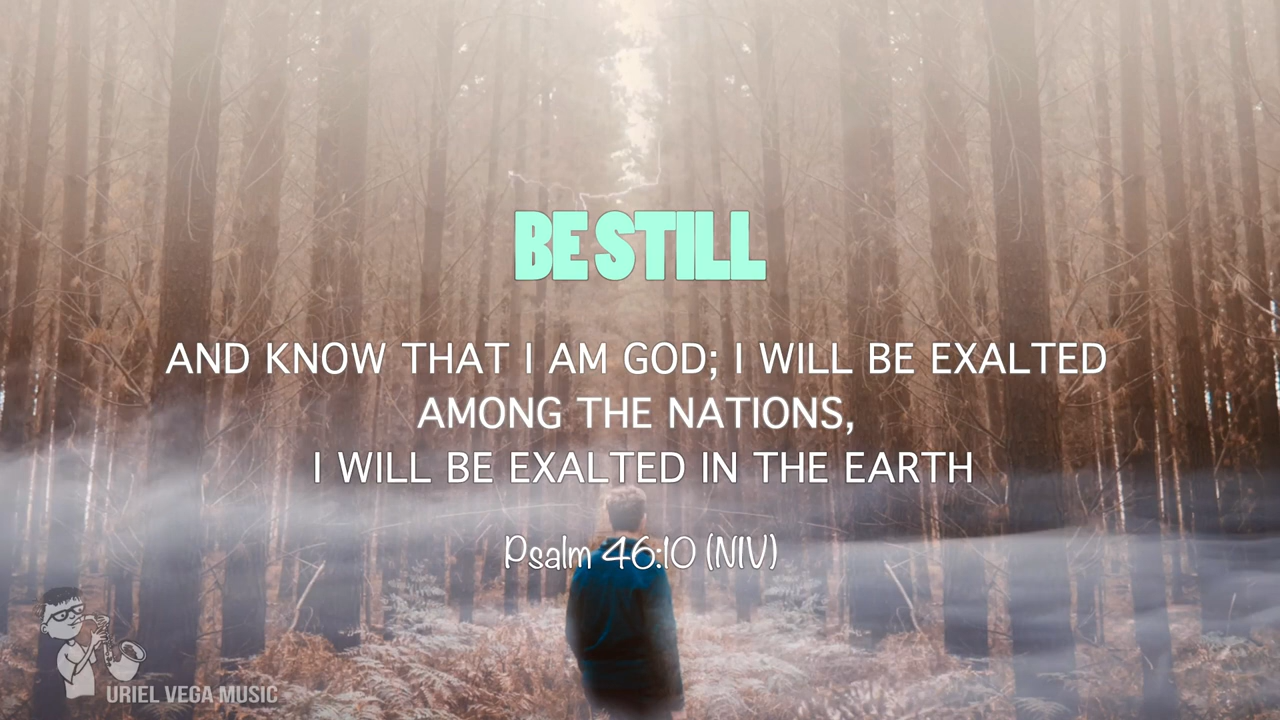 BE STILL
AND KNOW THAT I AM GOD; I WILL BE EXALTED
AMONG THE NATIONS,
I WILL BE EXALTED IN THE EARTH
Psalm 46:10 (NIV)
URIEL VEGA MUSIC